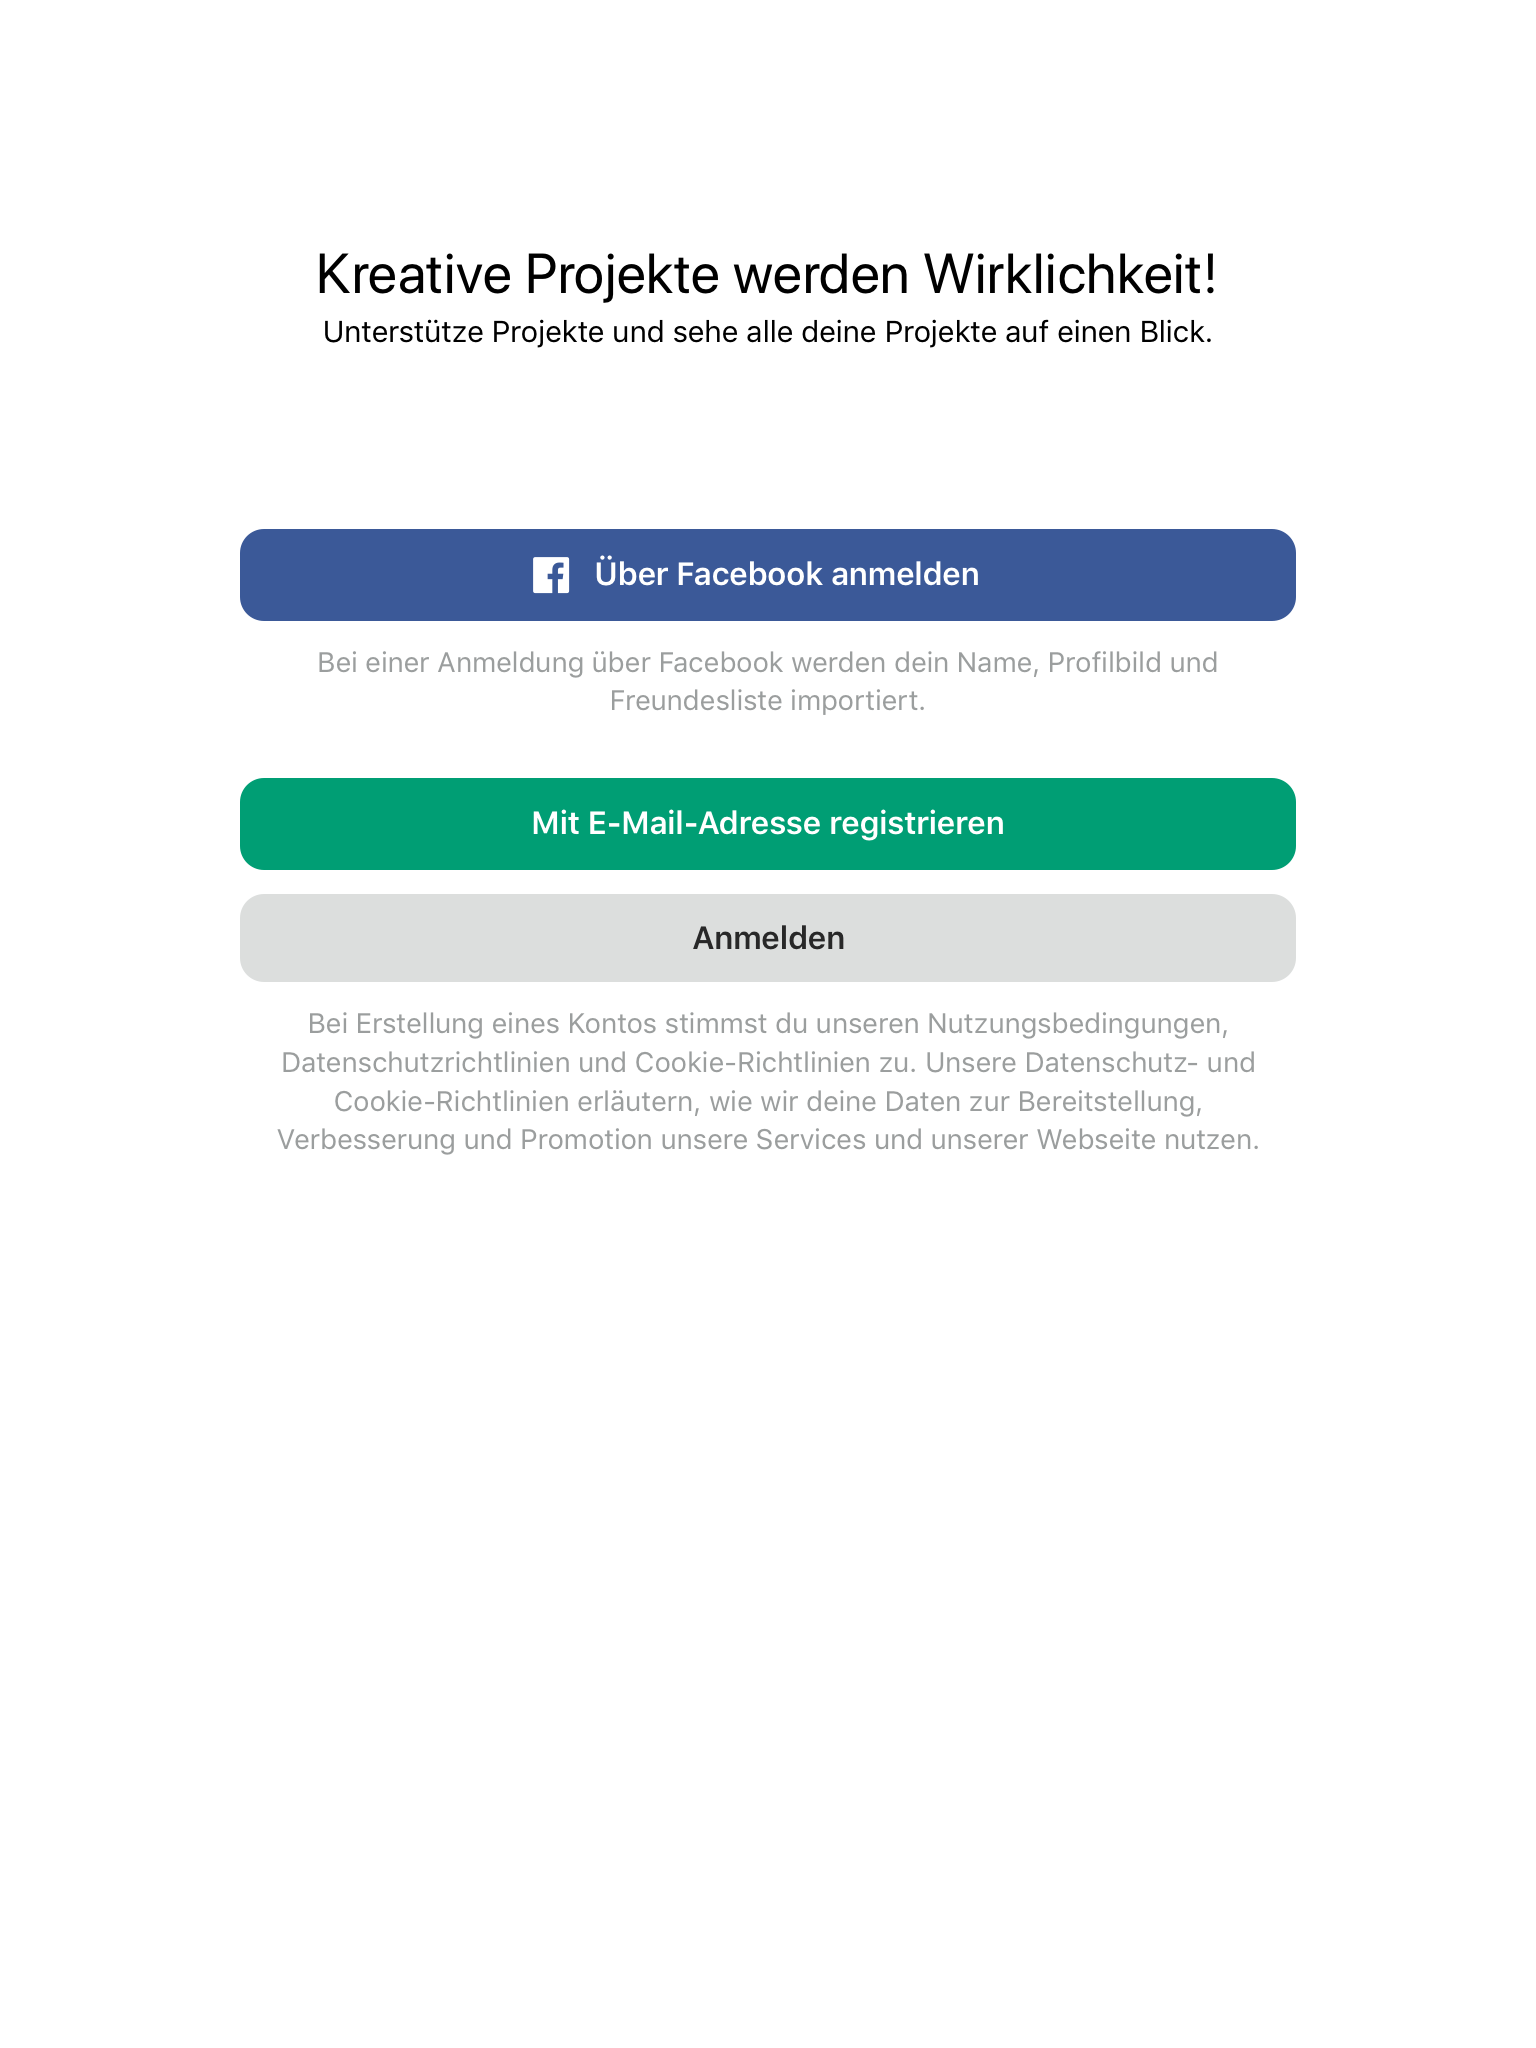 Kreative Projekte werden Wirklichkeit!
Unterstütze Projekte und sehe alle deine Projekte auf einen Blick.
Über Facebook anmelden
Bei einer Anmeldung über Facebook werden dein Name, Profilbild und
Freundesliste importiert.
Mit E-Mail-Adresse registrieren
Anmelden
Bei Erstellung eines Kontos stimmst du unseren Nutzungsbedingungen,
Datenschutzrichtlinien und Cookie-Richtlinien zu. Unsere Datenschutz- und
Cookie-Richtlinien erläutern, wie wir deine Daten zur Bereitstellung,
Verbesserung und Promotion unsere Services und unserer Webseite nutzen.